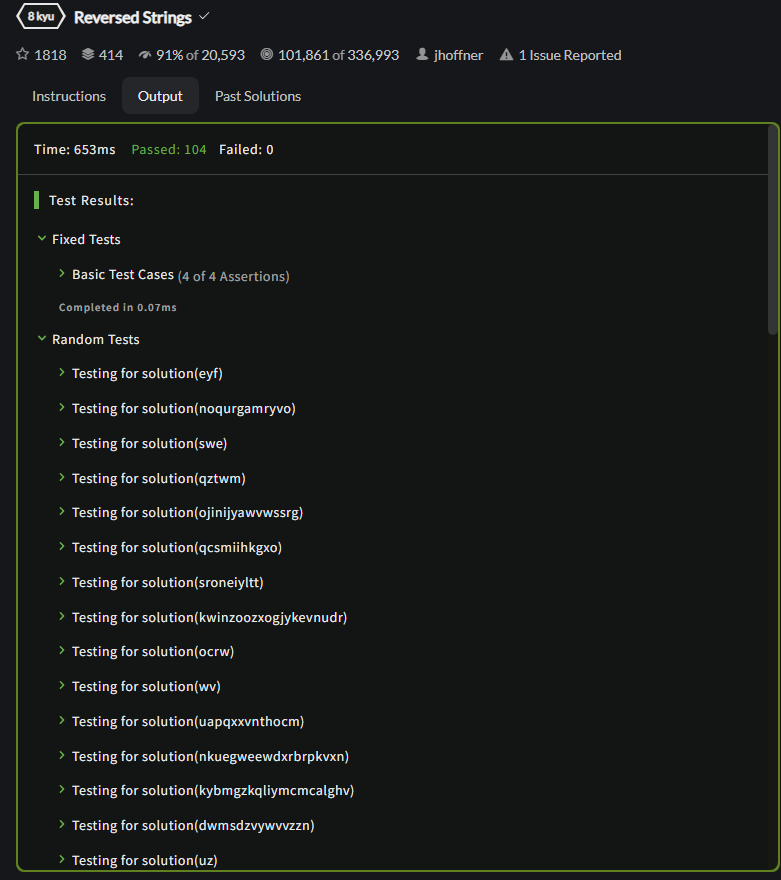 8 kyu Reversed Strings
1818 414 91% of 20,593 101,861 of 336,993 jhoffner 1 Issue Reported
Instructions Output Past Solutions
Time: 653ms Passed: 104 Failed: 0
Test Results:
Fixed Tests
Basic Test Cases (4 of 4 Assertions)
Completed in 0.07ms
Random Tests
Testing for solution(eyf)
Testing for solution(noqurgamryvo)
Testing for solution(swe)
Testing for solution(qztwm)
Testing for solution(ojinijyawvwssrg)
Testing for solution(qcsmiihkgxo)
Testing for solution(sroneiyltt)
Testing for solution(kwinzoozxogjykevnudr)
Testing for solution(ocrw)
Testing for solution(wv)
Testing for solution(uapqxxvnthocm)
Testing for solution(nkuegweewdxrbrpkvxn)
Testing for solution(kybmgzkqliymcmcalghv)
Testing for solution(dwmsdzvywvvzzn)
Testing for solution(uz)